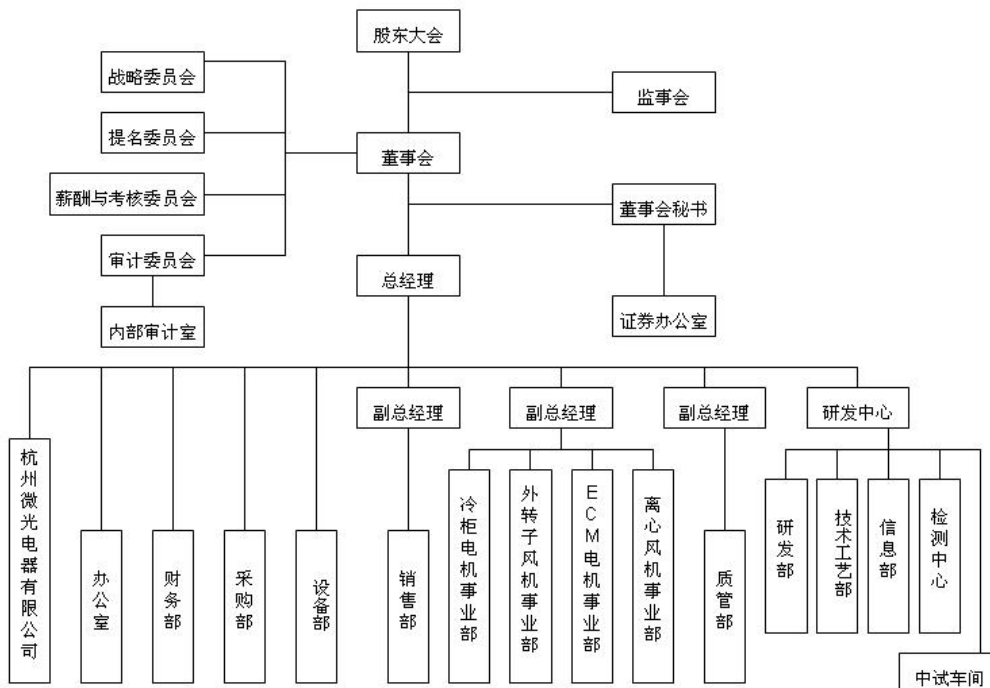 股东大会
战略委员会
监事会
提名委员会
董事会
薪酬与考核委员会
董事会秘书
审计委员会
总经理
内部审计室
证券办公室
副总经理
副总经理
副总经理
研发中心
杭州微光电器有限公司
办公室
财务部
采购部
设备部
销售部
冷柜电机事业部
外转子风机事业部
ECM电机事业部
离心风机事业部
质管部
研发部
技术工艺部
信息部
检测中心
中试车间